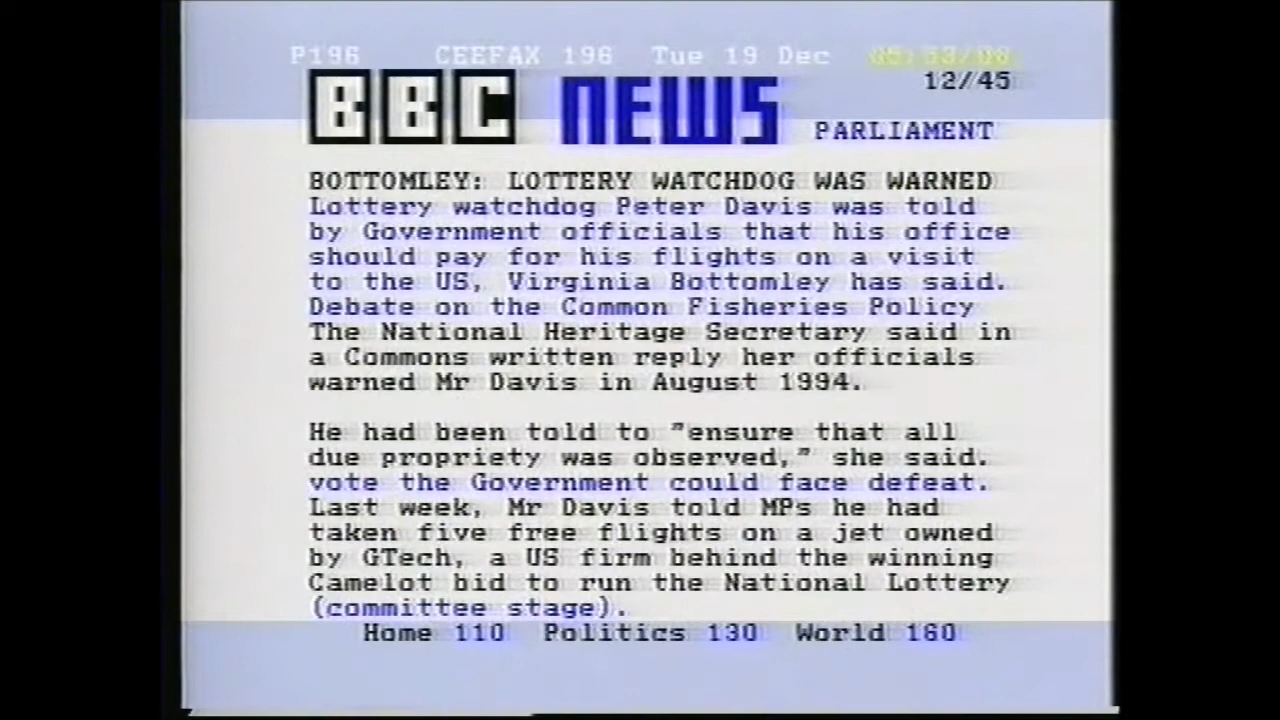 P196 CEEFAX 196 Tue 19 Dec
12/45
BBC NEWS PARLIAMENT
BOTTOMLEY: LOTTERY WATCHDOG WAS WARNED
Lottery watchdog Peter Davis was told
by Government officials that his office
should pay for his flights on a visit
to the US, Virginia Bottomley has said.
Debate on the Common Fisheries Policy
The National Heritage Secretary said in
a Commons written reply her officials
warned Mr Davis in August 1994.
He had been told to "ensure that all
due propriety was observed," she said.
vote the Government could face defeat.
Last week, Mr Davis told MPs he had
taken five free flights on a jet owned
by GTech, a US firm behind the winning
Camelot bid to run the National Lottery
(committee stage).
Home 110 Politics 130 World 160